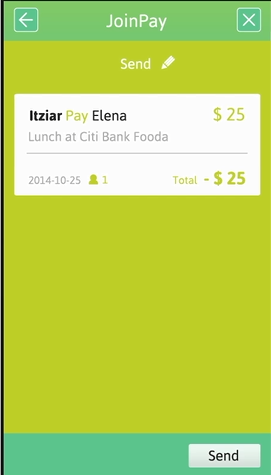 JoinPay
Send
Itziar Pay Elena $ 25
Lunch at Citi Bank Fooda
2014-10-25 1 Total - $ 25
Send